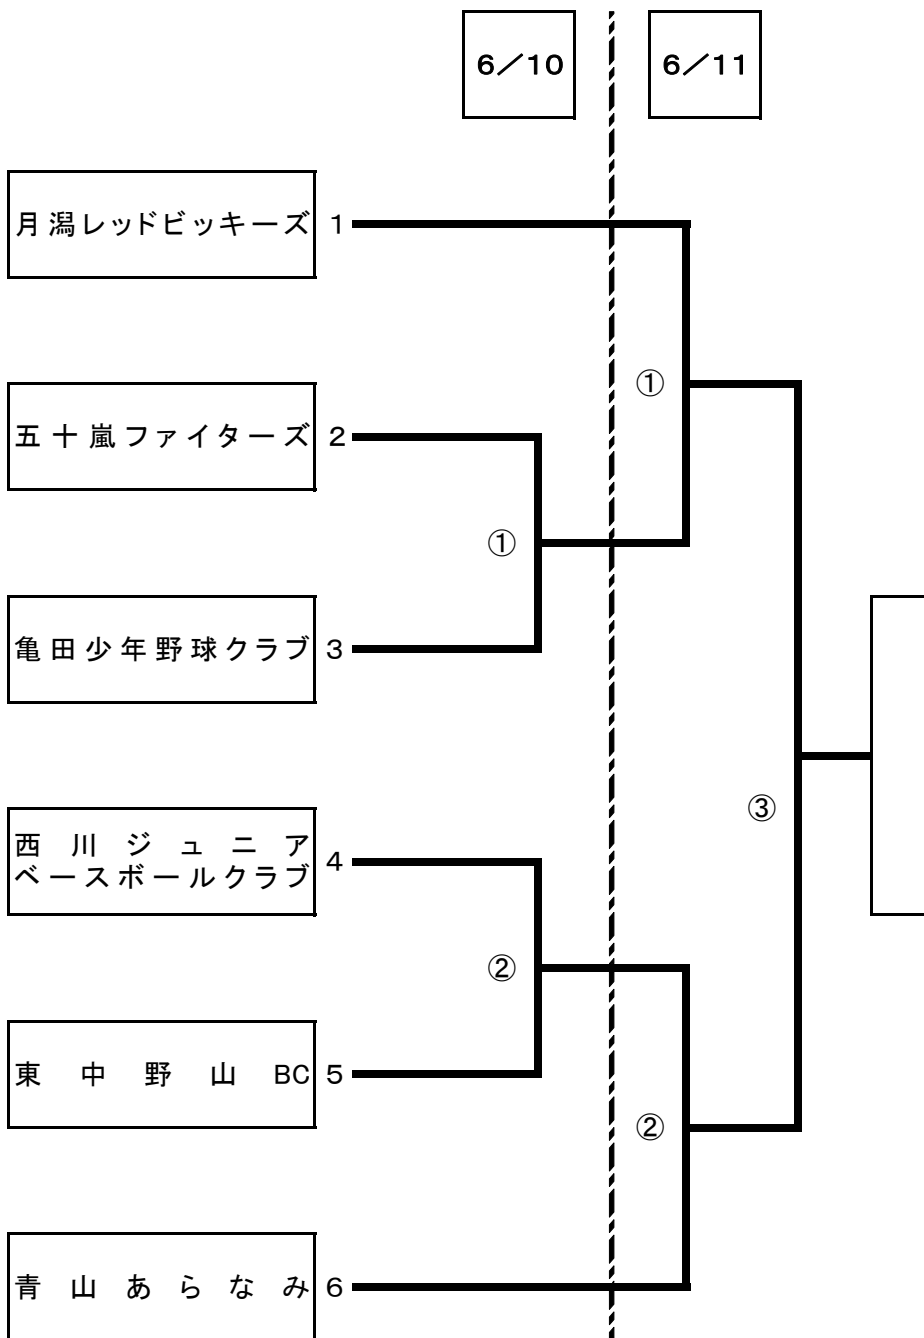 6/10
6/11
月潟レッドビッキーズ 1
①
五十嵐ファイターズ 2
①
亀田少年野球クラブ 3
③
西川ジュニア
ベースボールクラブ 4
②
東中野山BC 5
②
青山あらなみ 6